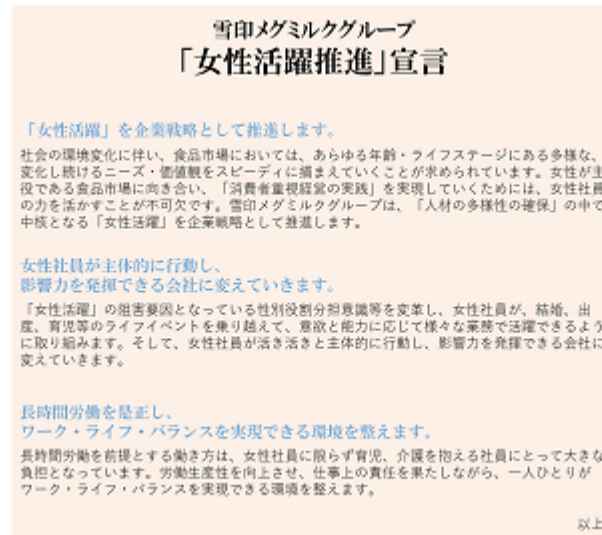 雪印メグミルクグループ
「女性活躍推進」宣言
「女性活躍」を企業戦略として推進します。
社会の環境変化に伴い、食品市場においては、あらゆる年齢・ライフステージにある多様な、
変化し続けるニーズ・価値観をスピーディに捕まえていくことが求められています。女性が主
役である食品市場に向き合い、「消費者重視経営の実践」を実現していくためには、女性社員
の力を活かすことが不可欠です。雪印メグミルクグループは、「人材の多様性の確保」の中で
中核となる「女性活躍」を企業戦略として推進します。
女性社員が主体的に行動し、
影響力を発揮できる会社に変えていきます。
「女性活躍」の阻害要因となっている性別役割分担意識等を変革し、女性社員が、結婚、出
産、育児等のライフイベントを乗り越えて、意欲と能力に応じて様々な業務で活躍できるよう
に取り組みます。そして、女性社員が活き活きと主体的に行動し、影響力を発揮できる会社に
変えていきます。
長時間労働を是正し、
ワーク・ライフ・バランスを実現できる環境を整えます。
長時間労働を前提とする働き方は、女性社員に限らず育児、介護を抱える社員にとって大きな
負担となっています。労働生産性を向上させ、仕事上の責任を果たしながら、一人ひとりが
ワーク・ライフ・バランスを実現できる環境を整えます。
以上